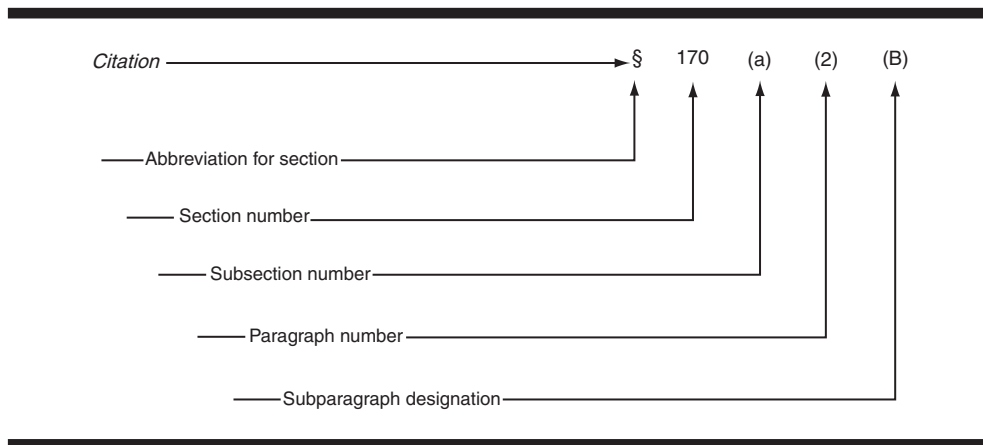 Citation § 170 (a) (2) (B)
Abbreviation for section
Section number
Subsection number
Paragraph number
Subparagraph designation